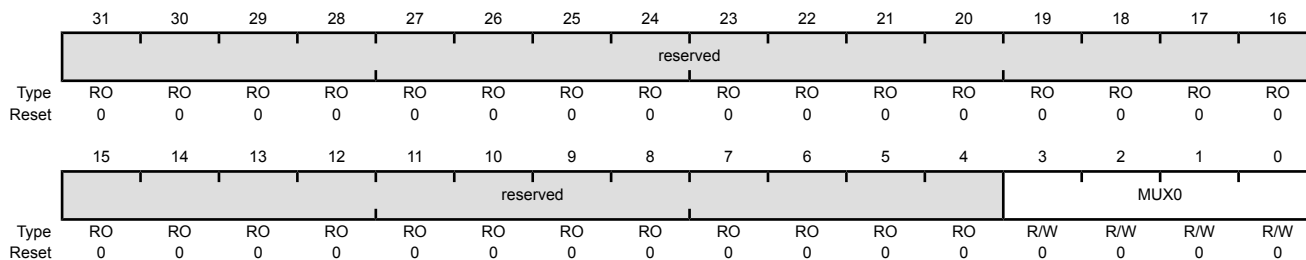 31 30 29 28 27 26 25 24 23 22 21 20 19 18 17 16
reserved
Type RO RO RO RO RO RO RO RO RO RO RO RO RO RO RO RO
Reset 0 0 0 0 0 0 0 0 0 0 0 0 0 0 0 0
15 14 13 12 11 10 9 8 7 6 5 4 3 2 1 0
reserved MUX0
Type RO RO RO RO RO RO RO RO RO RO RO RO R/W R/W R/W R/W
Reset 0 0 0 0 0 0 0 0 0 0 0 0 0 0 0 0